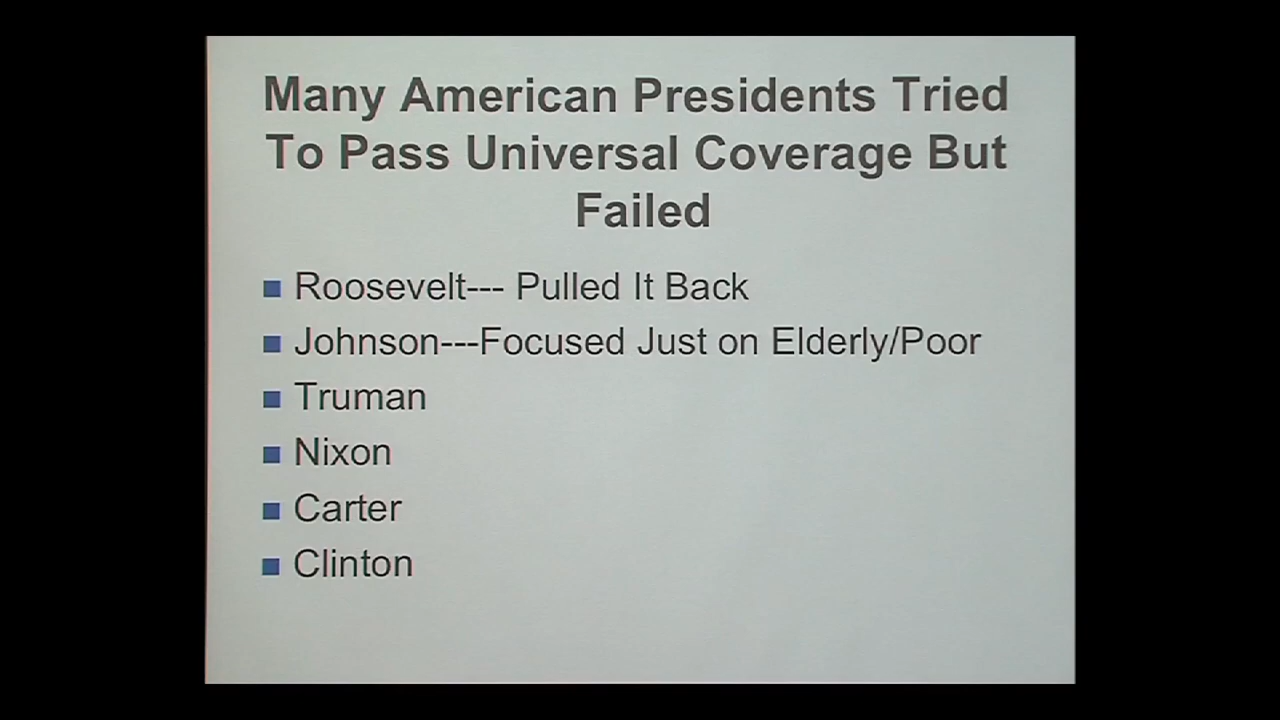 Many American Presidents Tried
To Pass Universal Coverage But
Failed
Roosevelt--- Pulled It Back
Johnson---Focused Just on Elderly/Poor
Truman
Nixon
Carter
Clinton